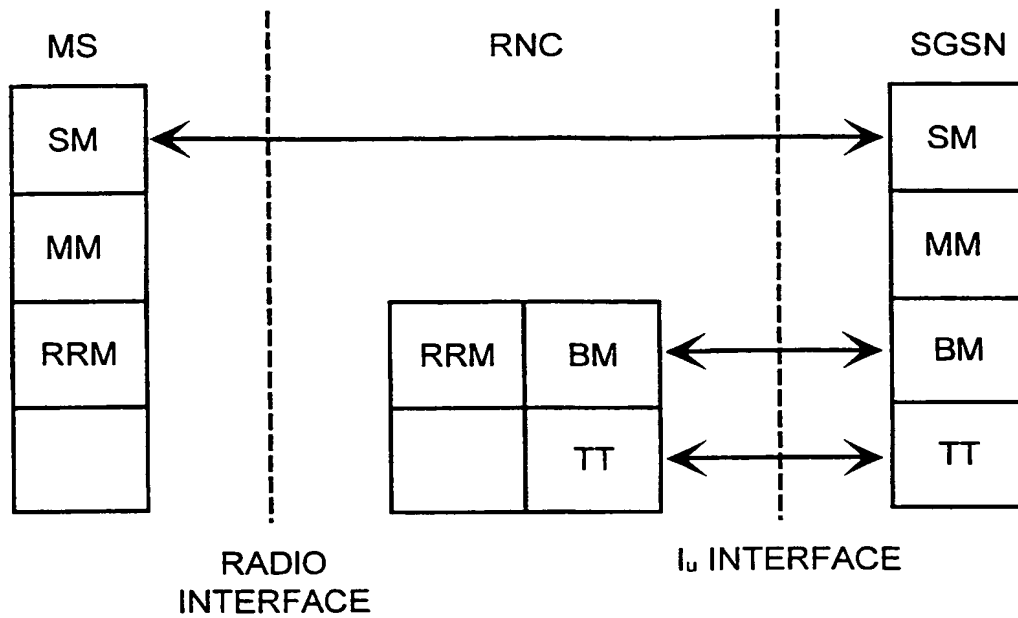 MS
RNC
SGSN
SM
SM
MM
MM
RRM
RRM
BM
BM
TT
TT
RADIO
INTERFACE
Iu INTERFACE